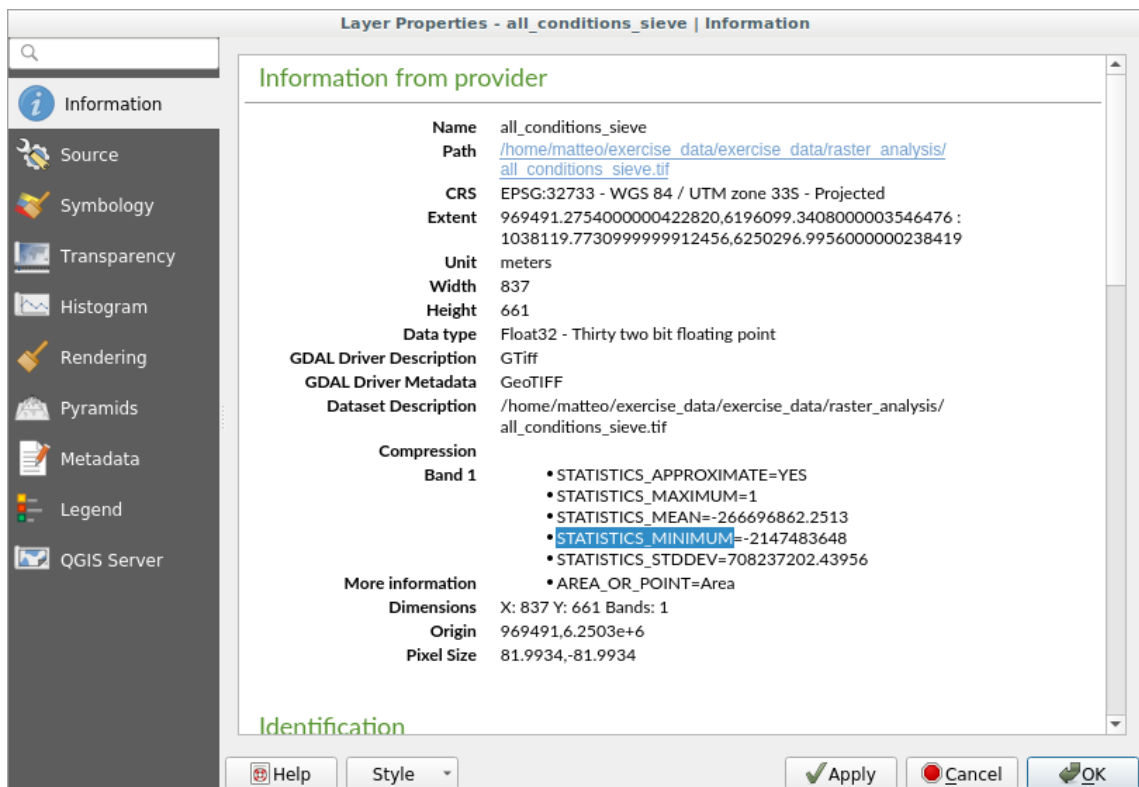 Layer Properties - all_conditions_sieve | Information
Information
Source
Symbology
Transparency
Histogram
Rendering
Pyramids
Metadata
Legend
QGIS Server
Information from provider
Name all_conditions_sieve
Path /home/matteo/exercise_data/exercise_data/raster_analysis/
all_conditions_sieve.tif
CRS EPSG:32733 - WGS 84 / UTM zone 33S - Projected
Extent 969491.2754000000422820,6196099.3408000003546476 :
1038119.7730999999912456,6250296.9956000000238419
Unit meters
Width 837
Height 661
Data type Float32 - Thirty two bit floating point
GDAL Driver Description GTiff
GDAL Driver Metadata GeoTIFF
Dataset Description /home/matteo/exercise_data/exercise_data/raster_analysis/
all_conditions_sieve.tif
Compression
Band 1 • STATISTICS_APPROXIMATE=YES
• STATISTICS_MAXIMUM=1
• STATISTICS_MEAN=-266696862.2513
• STATISTICS_MINIMUM=-2147483648
• STATISTICS_STDDEV=708237202.43956
More information • AREA_OR_POINT=Area
Dimensions X: 837 Y: 661 Bands: 1
Origin 969491,6.2503e+6
Pixel Size 81.9934,-81.9934
Identification
Help Style Apply Cancel OK